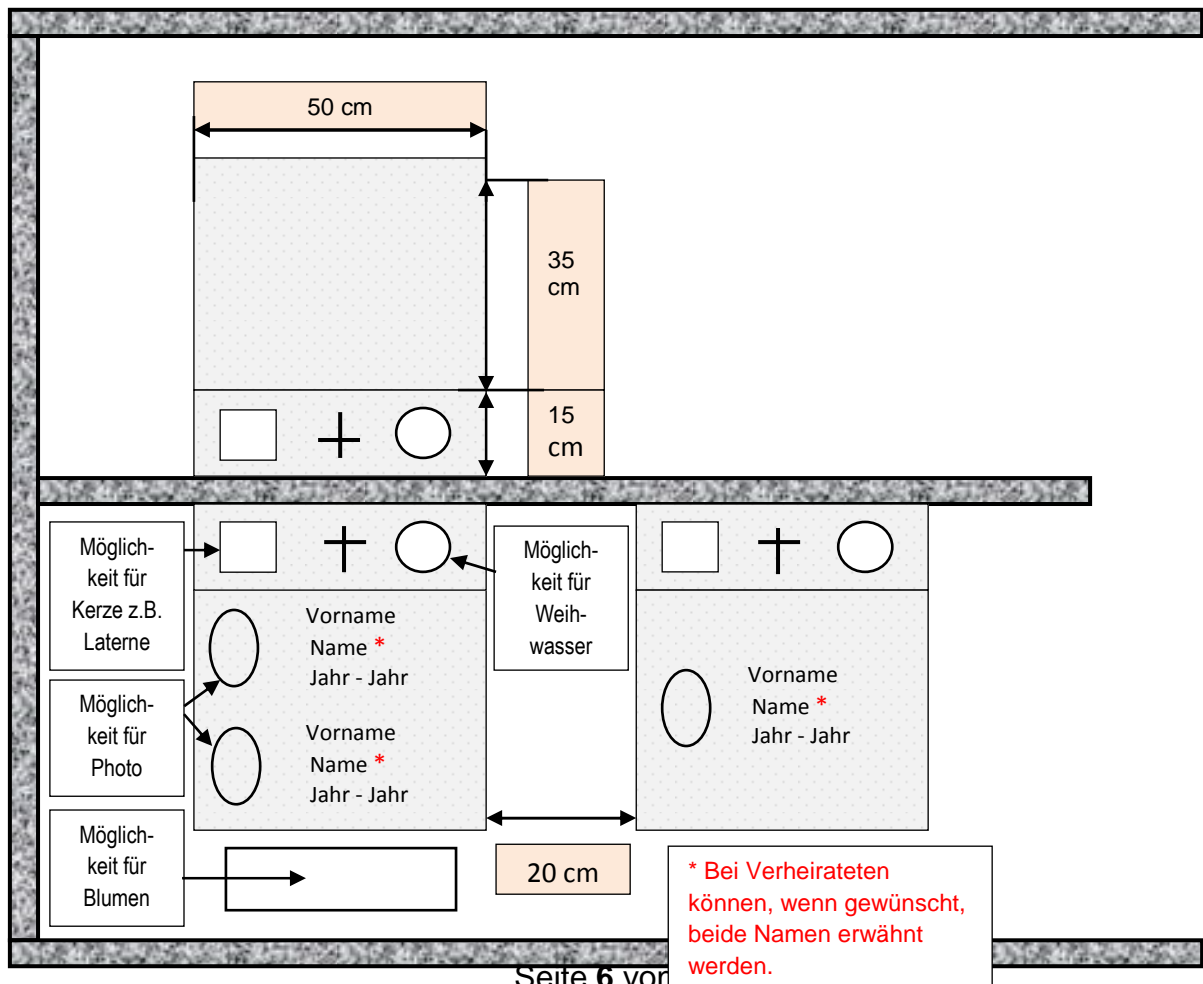 50 cm
35
cm
15
cm
Möglich-
keit für
Kerze z.B.
Laterne
Möglich-
keit für
Photo
Möglich-
keit für
Blumen
Vorname
Name *
Jahr - Jahr
Vorname
Name *
Jahr - Jahr
Möglich-
keit für
Weih-
wasser
Vorname
Name *
Jahr - Jahr
20 cm
* Bei Verheirateten
können, wenn gewünscht,
beide Namen erwähnt
werden.
Seite 6 von